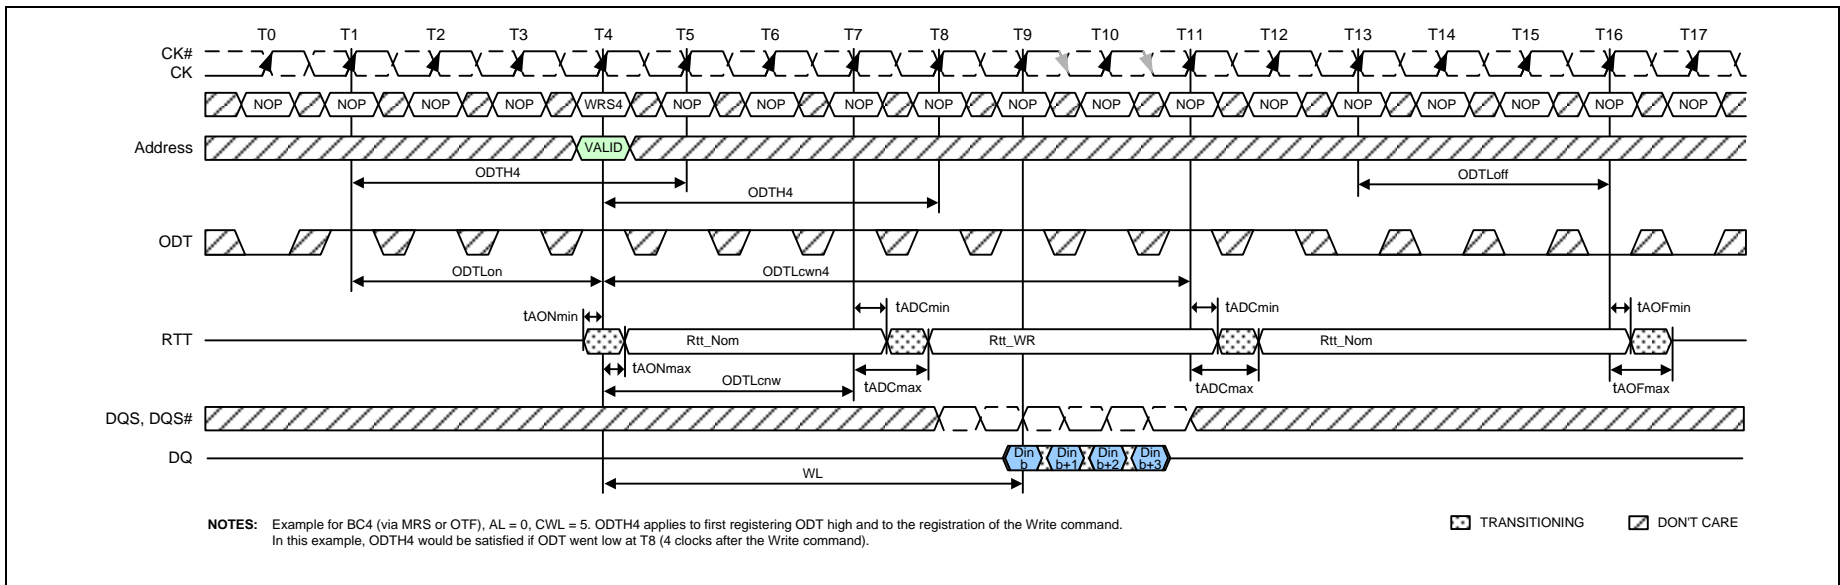 T0 T1 T2 T3 T4 T5 T6 T7 T8 T9 T10 T11 T12 T13 T14 T15 T16 T17
CK#
CK
NOP NOP NOP NOP WRS4 NOP NOP NOP NOP NOP NOP NOP NOP NOP NOP NOP NOP NOP
Address VALID
ODTH4 ODTLoff
ODTH4
ODT
ODTLon ODTLcwn4
tAONmin tADCmin tADCmin tAOFmin
RTT Rtt_Nom Rtt_WR Rtt_Nom
tAONmax
ODTLcnw tADCmax tADCmax tAOFmax
DQS, DQS#
DQ Din b Din b+1 Din b+2 Din b+3
WL
NOTES: Example for BC4 (via MRS or OTF), AL = 0, CWL = 5. ODTH4 applies to first registering ODT high and to the registration of the Write command.
In this example, ODTH4 would be satisfied if ODT went low at T8 (4 clocks after the Write command).
TRANSITIONING DON'T CARE